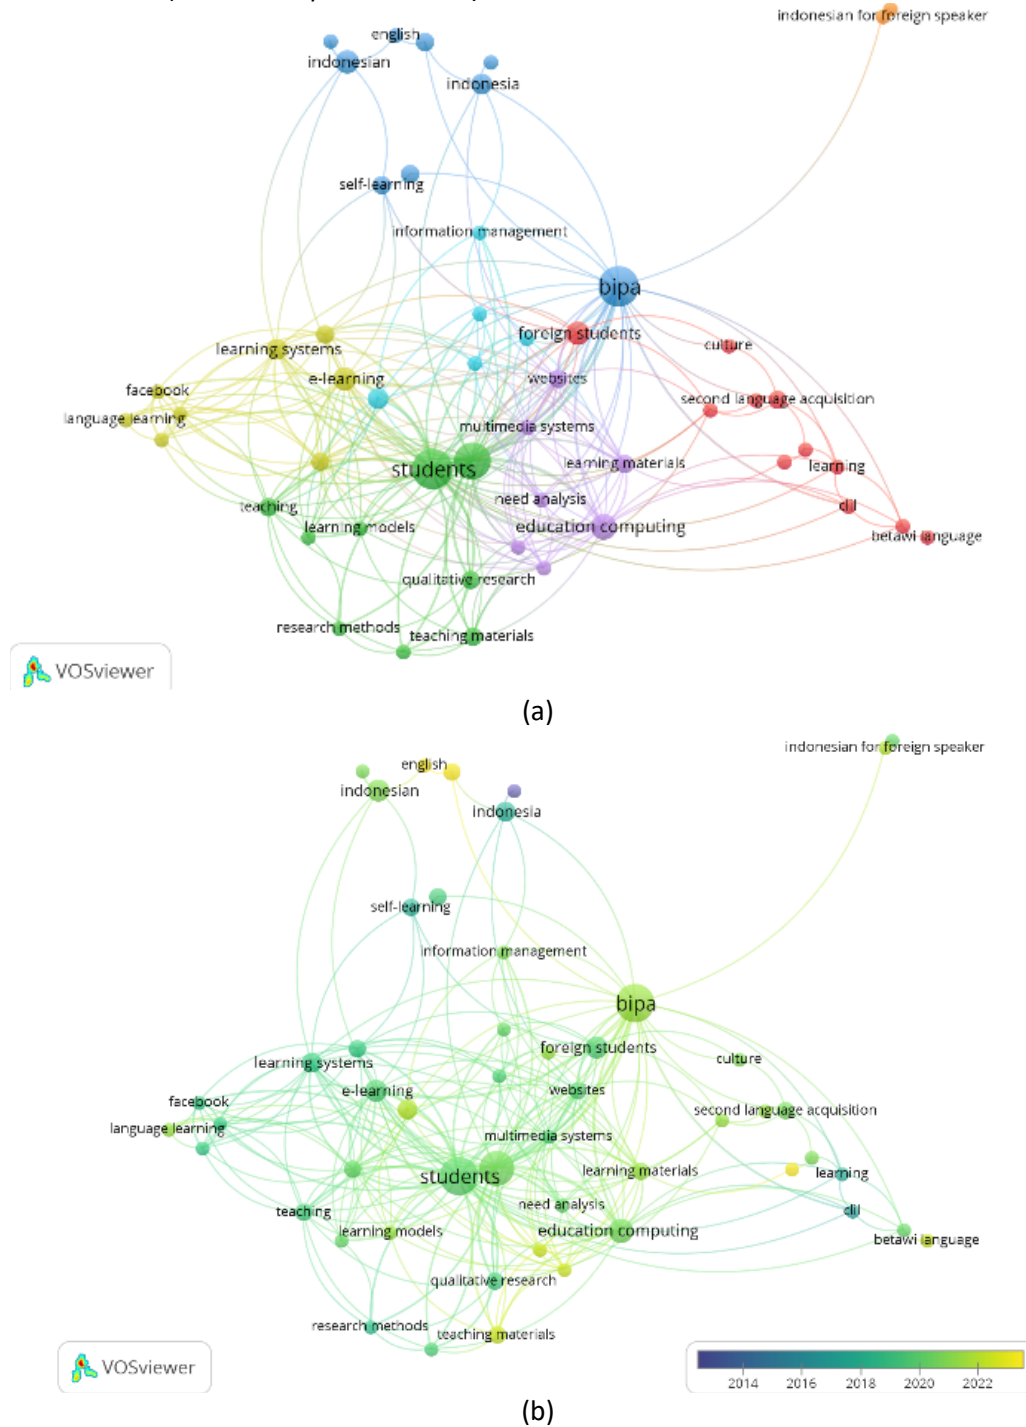 indonesian for foreign speaker
english
indonesian
indonesia
self-learning
information management
bipa
foreign students
culture
learning systems
e-learning
websites
facebook
second language acquisition
language learning
multimedia systems
students
learning materials
learning
need analysis
teaching
clil
learning models
education computing
betawi language
qualitative research
research methods
teaching materials
VOSviewer
(a)
indonesian for foreign speaker
english
indonesian
indonesia
self-learning
information management
bipa
foreign students
culture
learning systems
e-learning
websites
facebook
second language acquisition
language learning
multimedia systems
students
learning materials
learning
need analysis
teaching
clil
learning models
education computing
betawi language
qualitative research
research methods
teaching materials
VOSviewer
2014 2016 2018 2020 2022
(b)